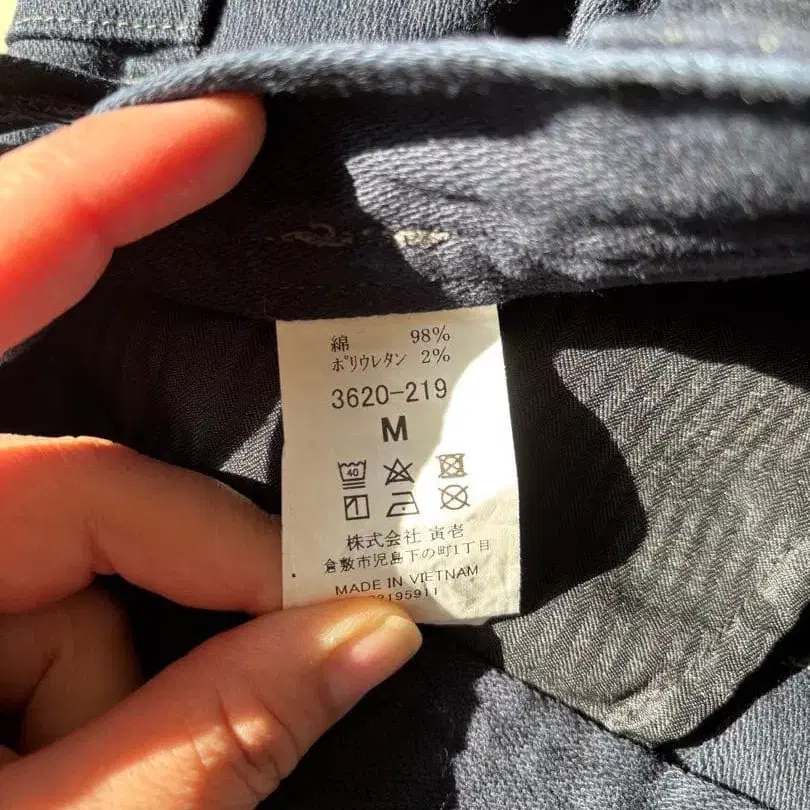 綿 98%
ポリウレタン 2%
3620-219
M
40
株式会社 寅壱
倉敷市児島下の町1丁目
MADE IN VIETNAM